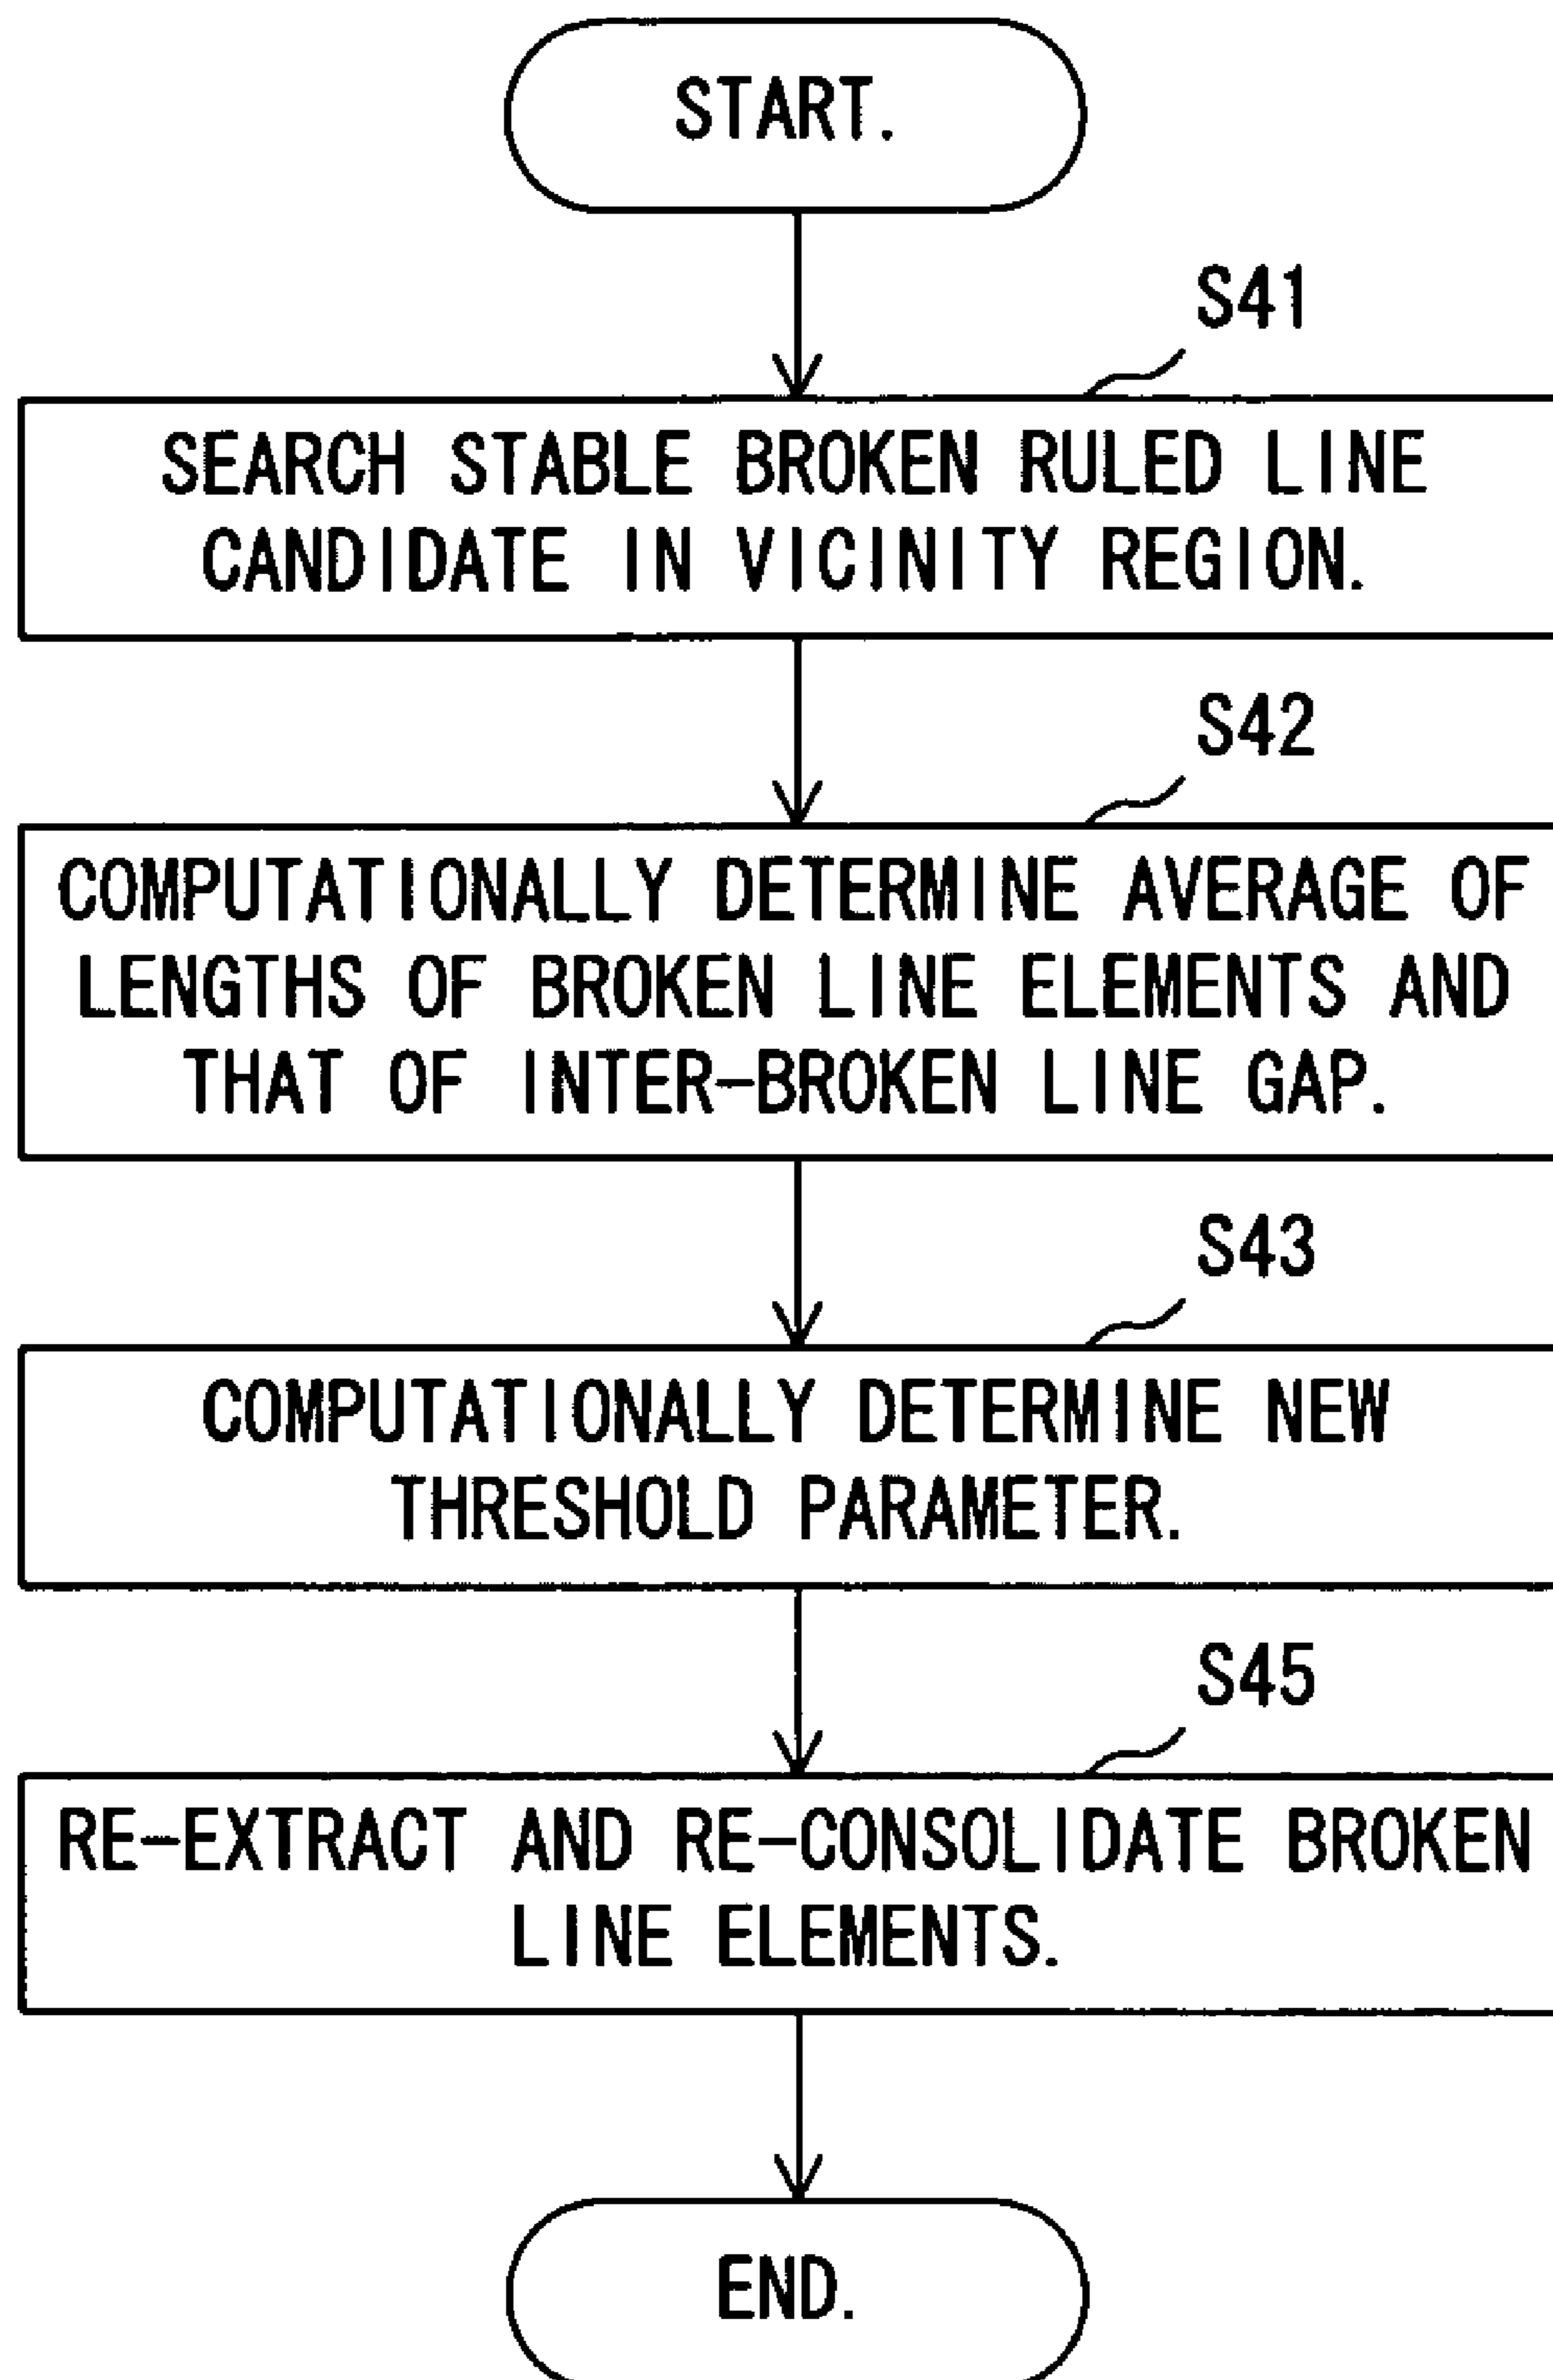 START.
S41
SEARCH STABLE BROKEN RULED LINE
CANDIDATE IN VICINITY REGION.
S42
COMPUTATIONALLY DETERMINE AVERAGE OF
LENGTHS OF BROKEN LINE ELEMENTS AND
THAT OF INTER-BROKEN LINE GAP.
S43
COMPUTATIONALLY DETERMINE NEW
THRESHOLD PARAMETER.
S45
RE-EXTRACT AND RE-CONSOLIDATE BROKEN
LINE ELEMENTS.
END.